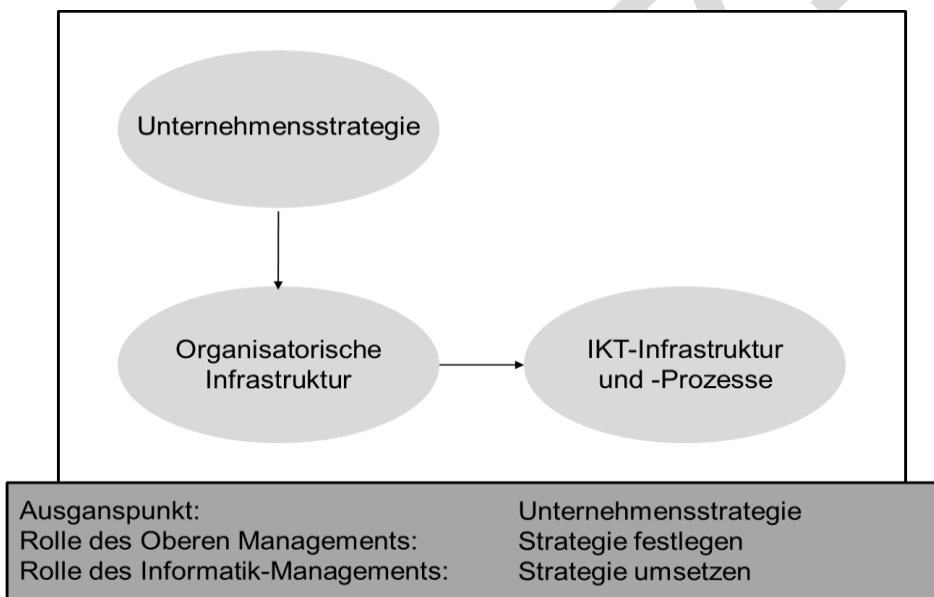 Unternehmensstrategie
Organisatorische
Infrastruktur
IKT-Infrastruktur
und -Prozesse
Ausganspunkt: Unternehmensstrategie
Rolle des Oberen Managements: Strategie festlegen
Rolle des Informatik-Managements: Strategie umsetzen